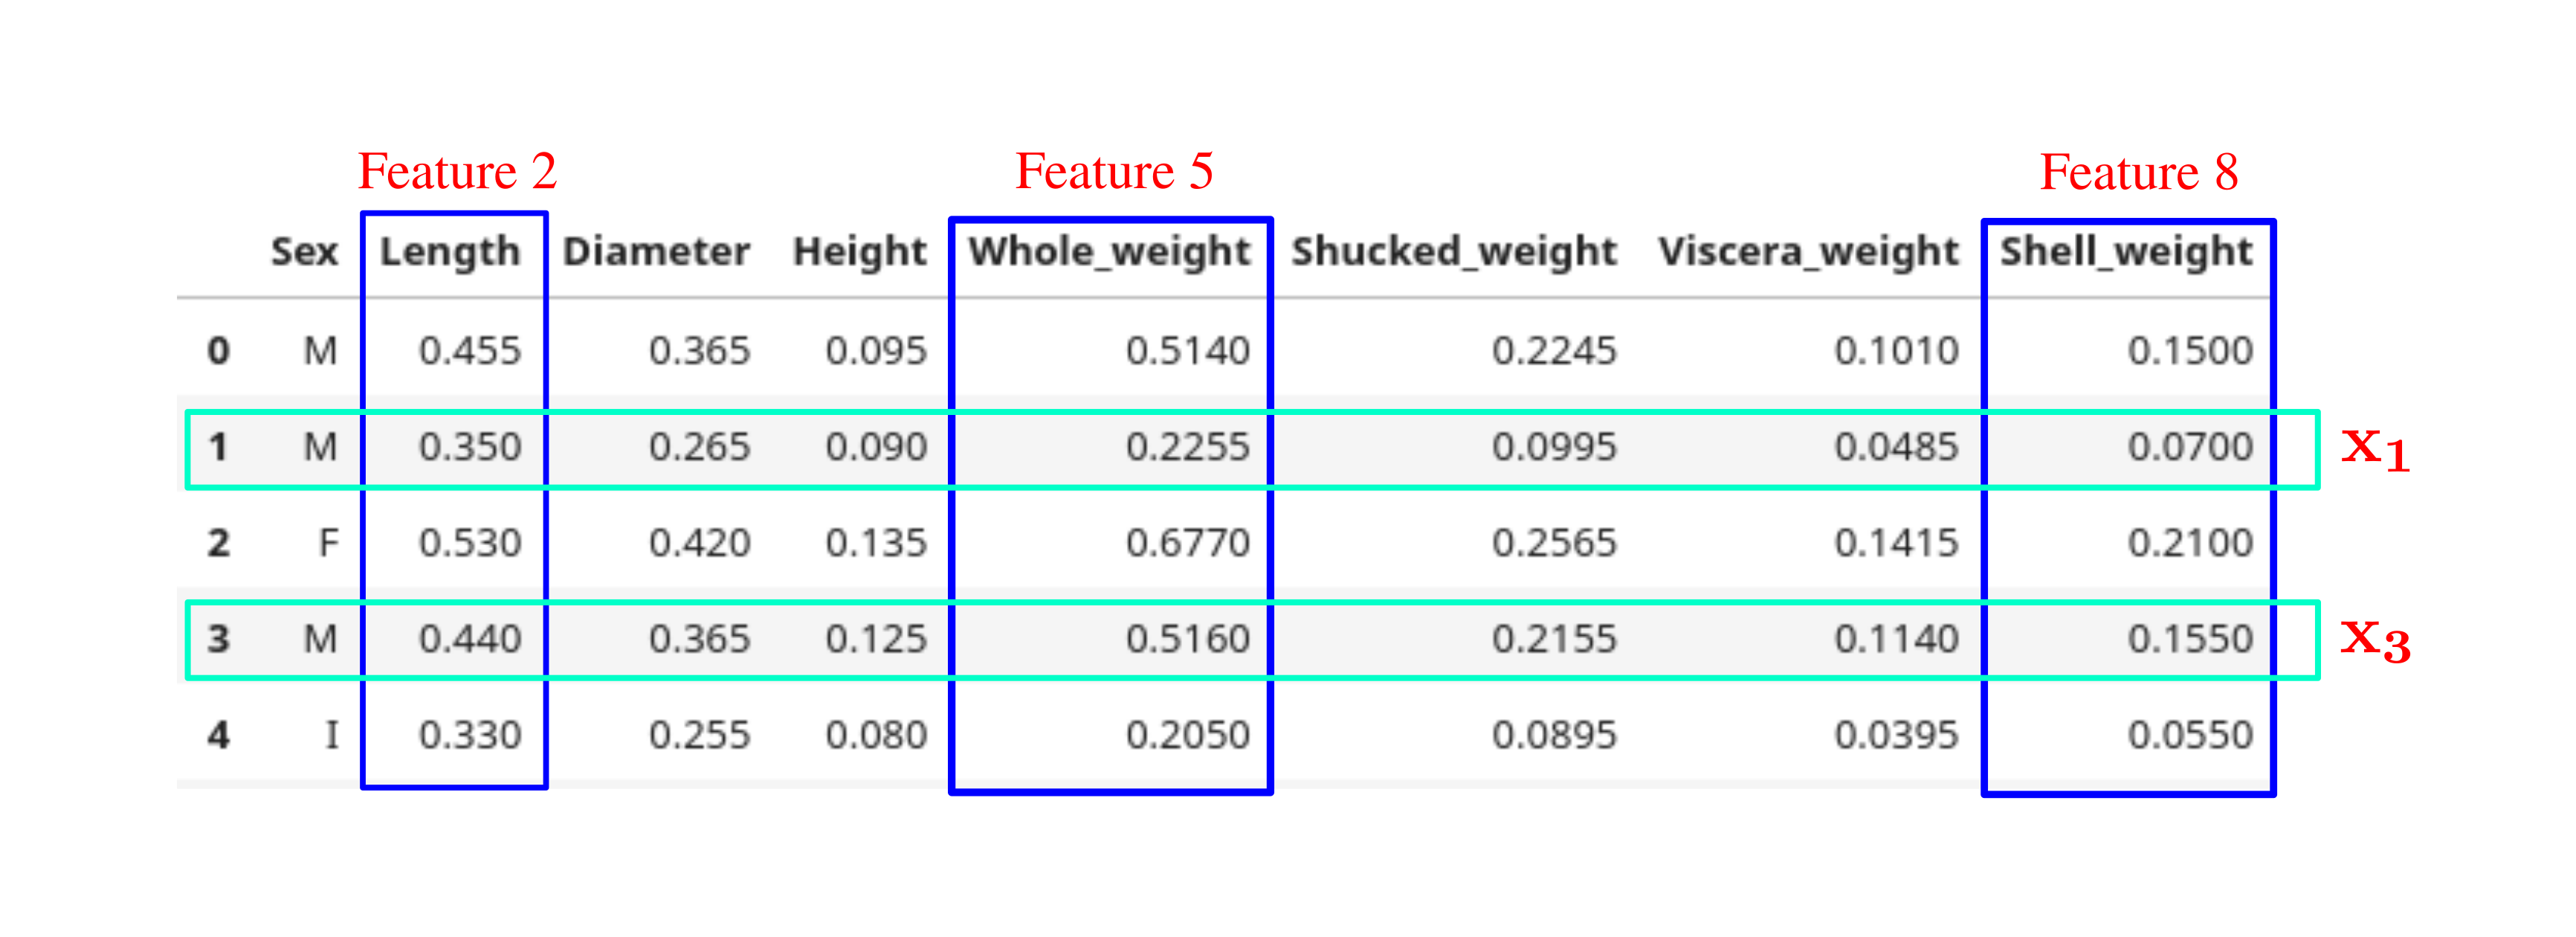 Feature 2 Feature 5 Feature 8
Sex Length Diameter Height Whole_weight Shucked_weight Viscera_weight Shell_weight
0 M 0.455 0.365 0.095 0.5140 0.2245 0.1010 0.1500
1 M 0.350 0.265 0.090 0.2255 0.0995 0.0485 0.0700 x₁
2 F 0.530 0.420 0.135 0.6770 0.2565 0.1415 0.2100
3 M 0.440 0.365 0.125 0.5160 0.2155 0.1140 0.1550 x₃
4 I 0.330 0.255 0.080 0.2050 0.0895 0.0395 0.0550